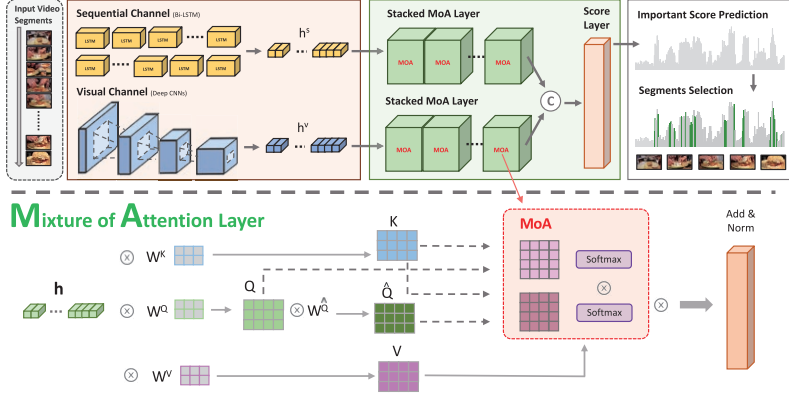 Input Video
Segments
Sequential Channel (Bi-LSTM)
LSTM LSTM LSTM LSTM
LSTM LSTM LSTM LSTM
h^s
Visual Channel (Deep CNNs)
h^v
Stacked MoA Layer
MOA MOA MOA
Stacked MoA Layer
MOA MOA MOA
C
Score
Layer
Important Score Prediction
Segments Selection
Mixture of Attention Layer
h
W^K
K
W^Q
Q
W^Q̂
Q̂
W^V
V
MoA
Softmax
Softmax
Add &
Norm